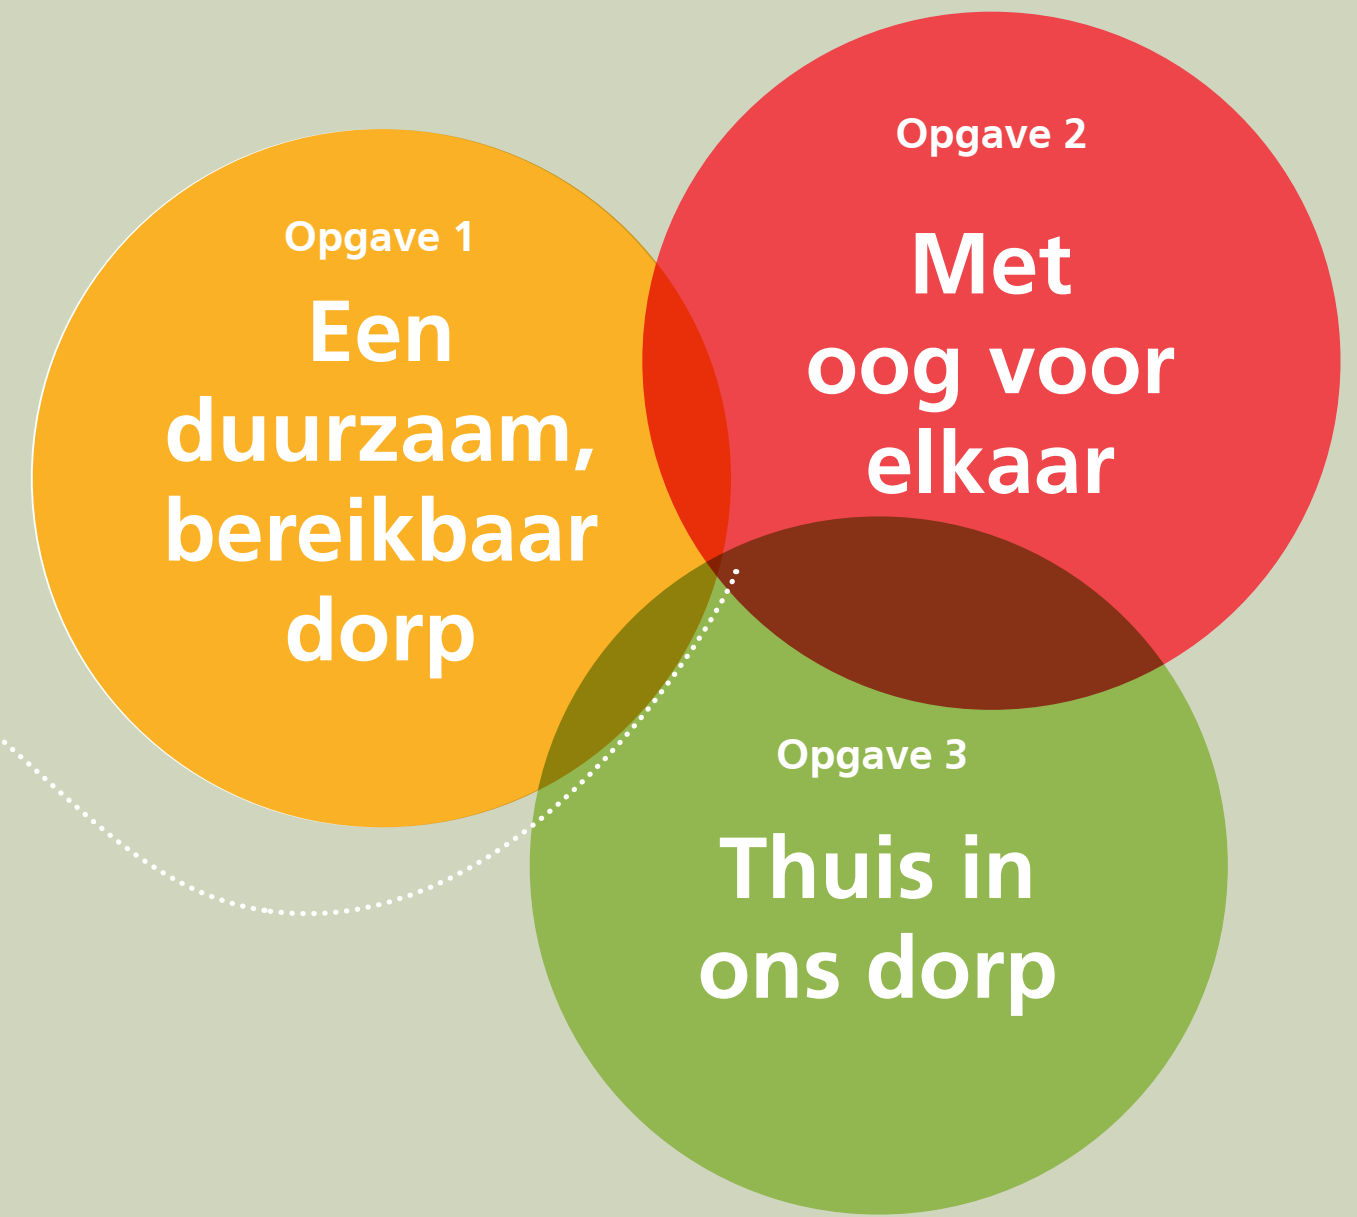 Opgave 1
Een
duurzaam,
bereikbaar
dorp
Opgave 2
Met
oog voor
elkaar
Opgave 3
Thuis in
ons dorp